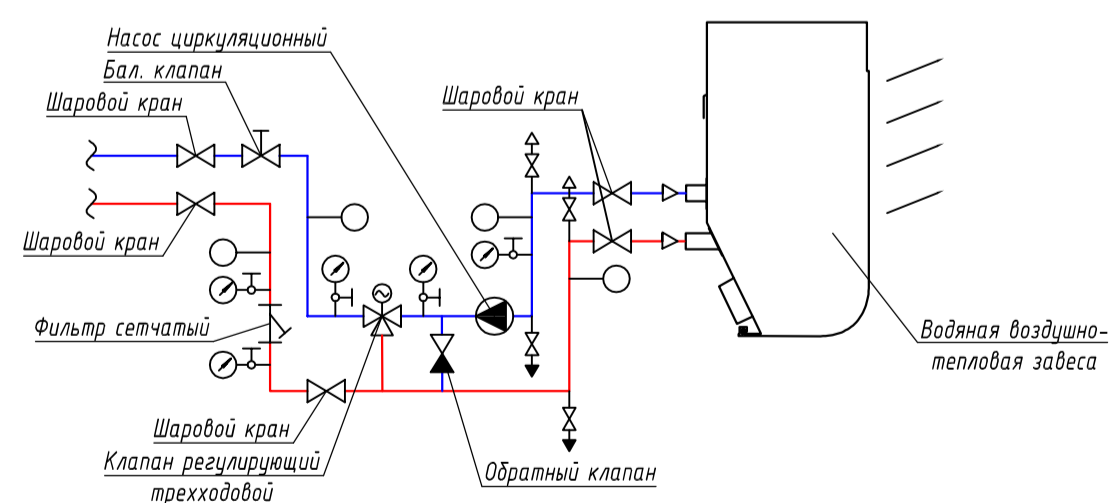 Насос циркуляционный
Бал. клапан
Шаровой кран
Шаровой кран
Шаровой кран
Фильтр сетчатый
Водяная воздушно-
тепловая завеса
Шаровой кран
Клапан регулирующий
трехходовой
Обратный клапан